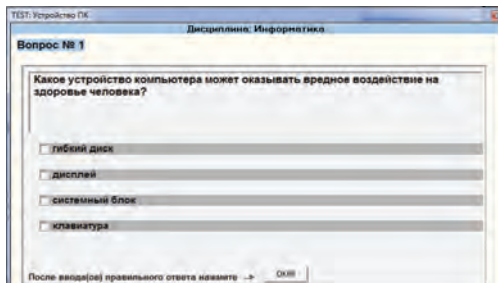 TEST: Устройство ПК
Дисциплина: Информатика
Вопрос № 1
Какое устройство компьютера может оказывать вредное воздействие на
здоровье человека?
гибкий диск
дисплей
системный блок
клавиатура
После ввода(ов) правильного ответа нажмите -->